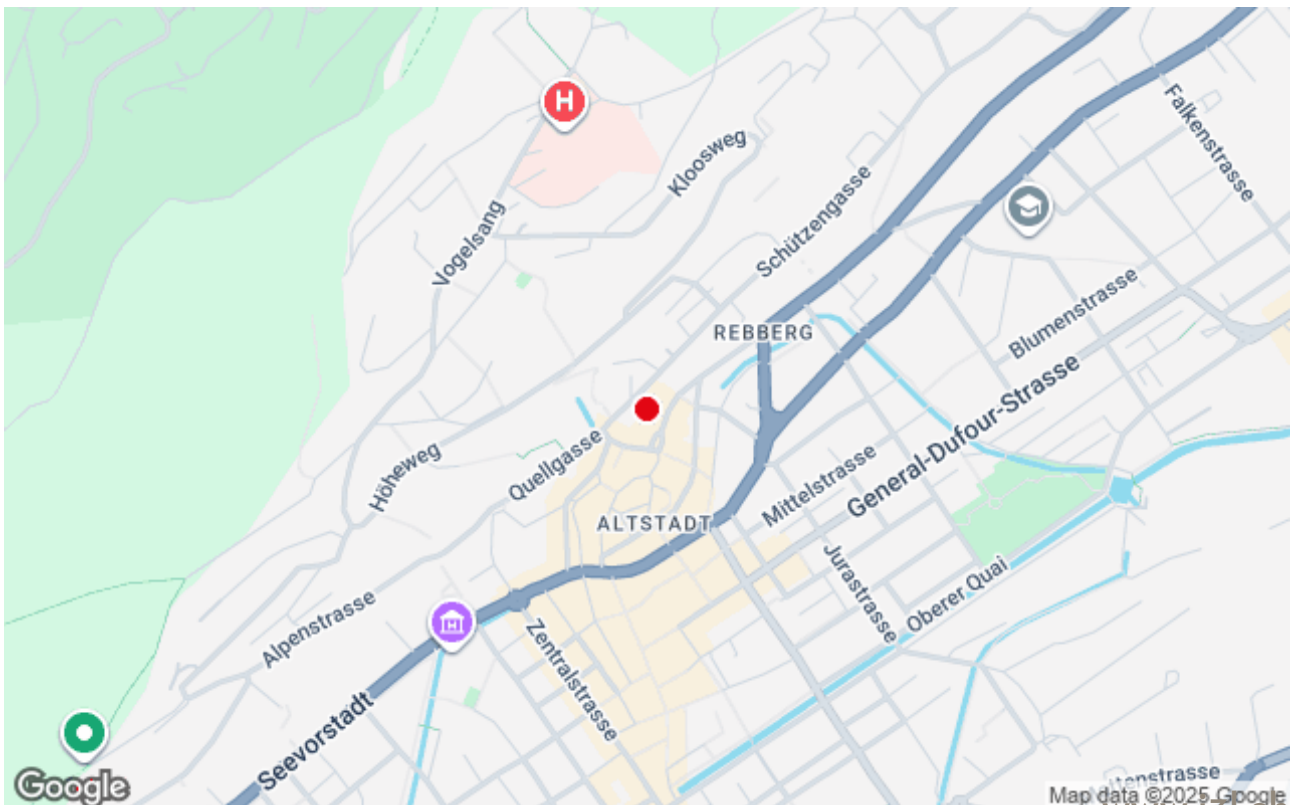 H
Falkenstrasse
Kloosweg
Schützengasse
Vogelsang
Blumenstrasse
REBBERG
General-Dufour-Strasse
Höheweg
Quellgasse
Mittelstrasse
ALTSTADT
Jurastrasse
Oberer Quai
Alpenstrasse
H
Zentralstrasse
Seevorstadt
Google
Map data ©2025 Google